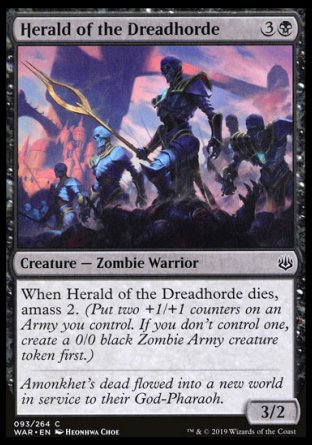 Herald of the Dreadhorde 3
Creature — Zombie Warrior
When Herald of the Dreadhorde dies,
amass 2. (Put two +1/+1 counters on an
Army you control. If you don't control one,
create a 0/0 black Zombie Army creature
token first.)
Amonkhet's dead flowed into a new world
in service to their God-Pharaoh.
3/2
093/264 C
WAR • EN Heonhwa Choe
™ & © 2019 Wizards of the Coast